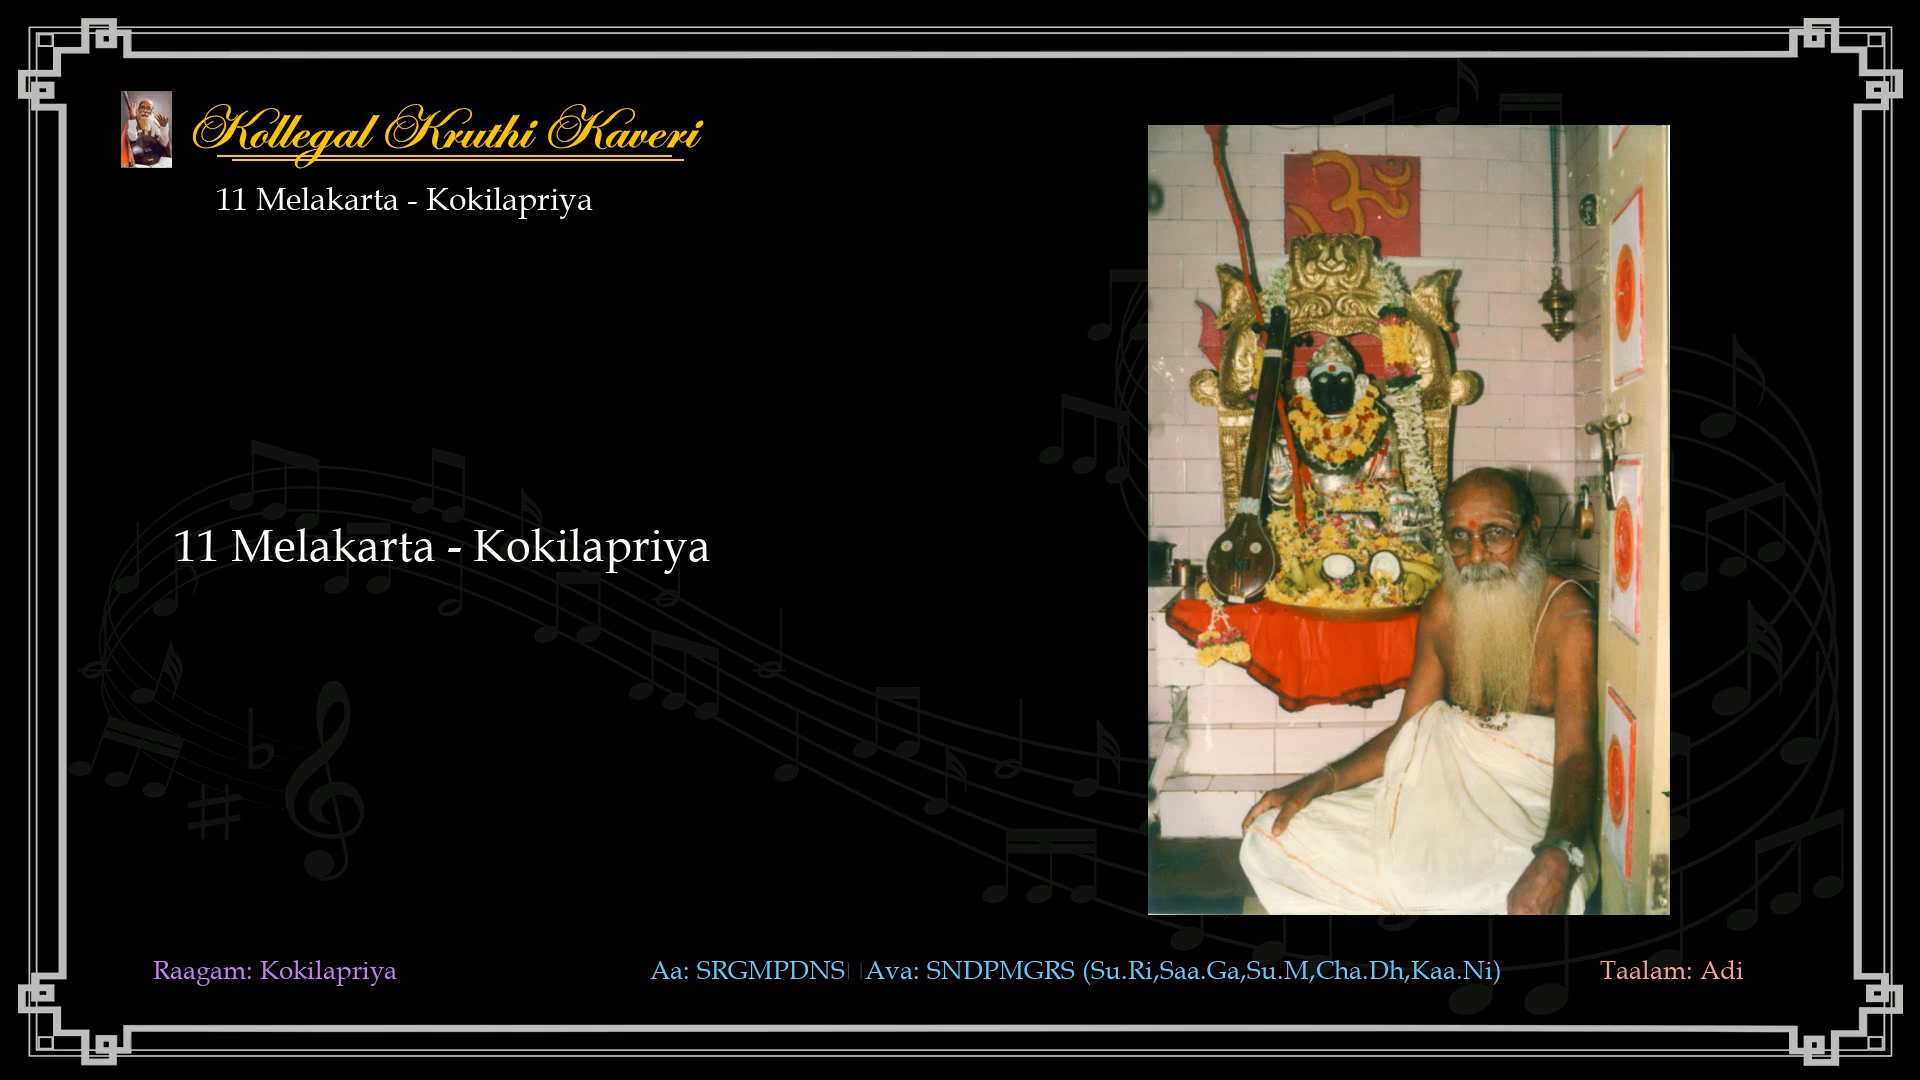 Kollegal Kruthi Kaveri
11 Melakarta - Kokilapriya
11 Melakarta - Kokilapriya
Raagam: Kokilapriya
Aa: SRGMPDNS Ava: SNDPMGRS (Su.Ri,Saa.Ga,Su.M,Cha.Dh,Kaa.Ni)
Taalam: Adi